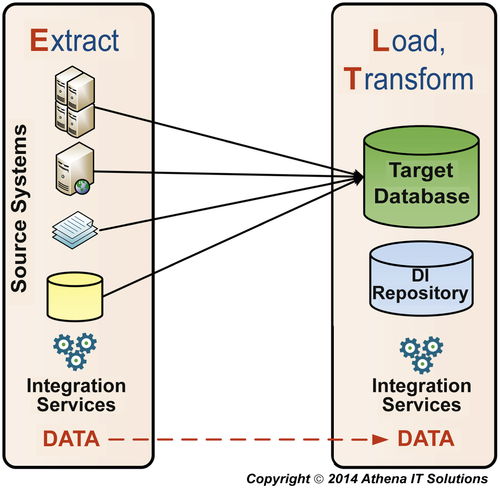 Extract
Source Systems
Integration
Services
DATA
Load,
Transform
Target
Database
DI
Repository
Integration
Services
DATA
Copyright © 2014 Athena IT Solutions